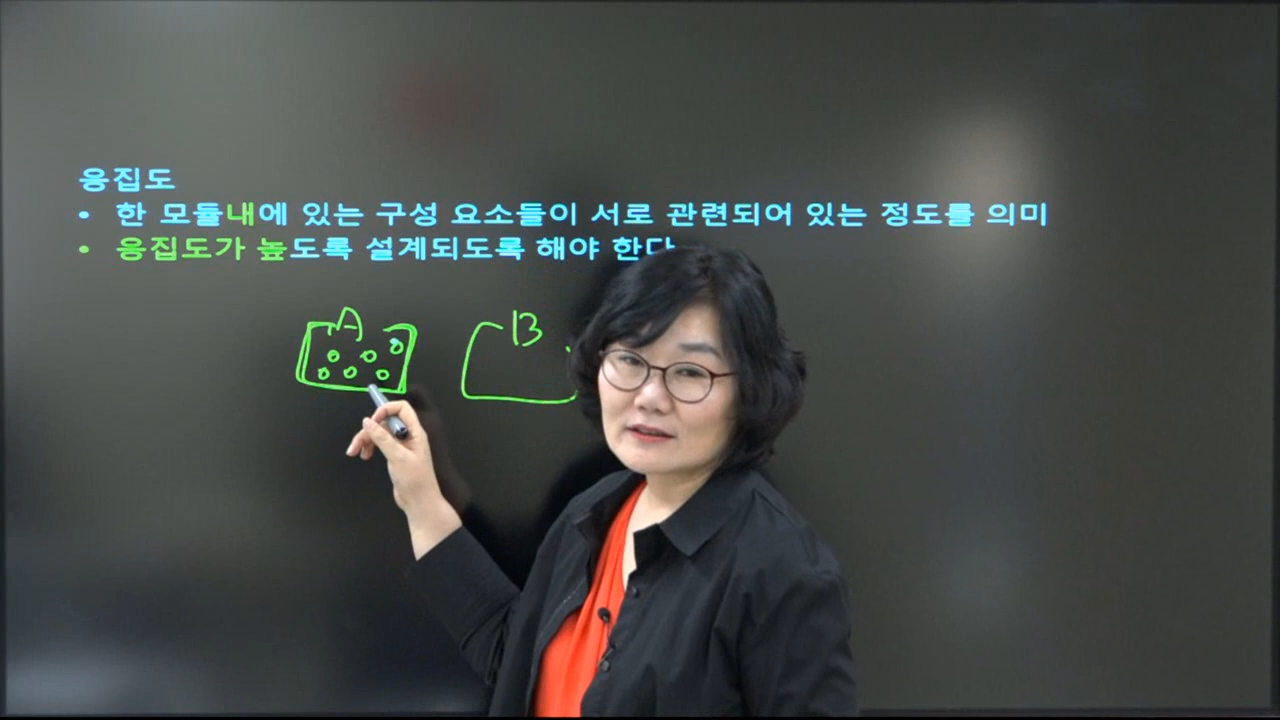 응집도
• 한 모듈내에 있는 구성 요소들이 서로 관련되어 있는 정도를 의미
• 응집도가 높도록 설계되도록 해야 한다
A B